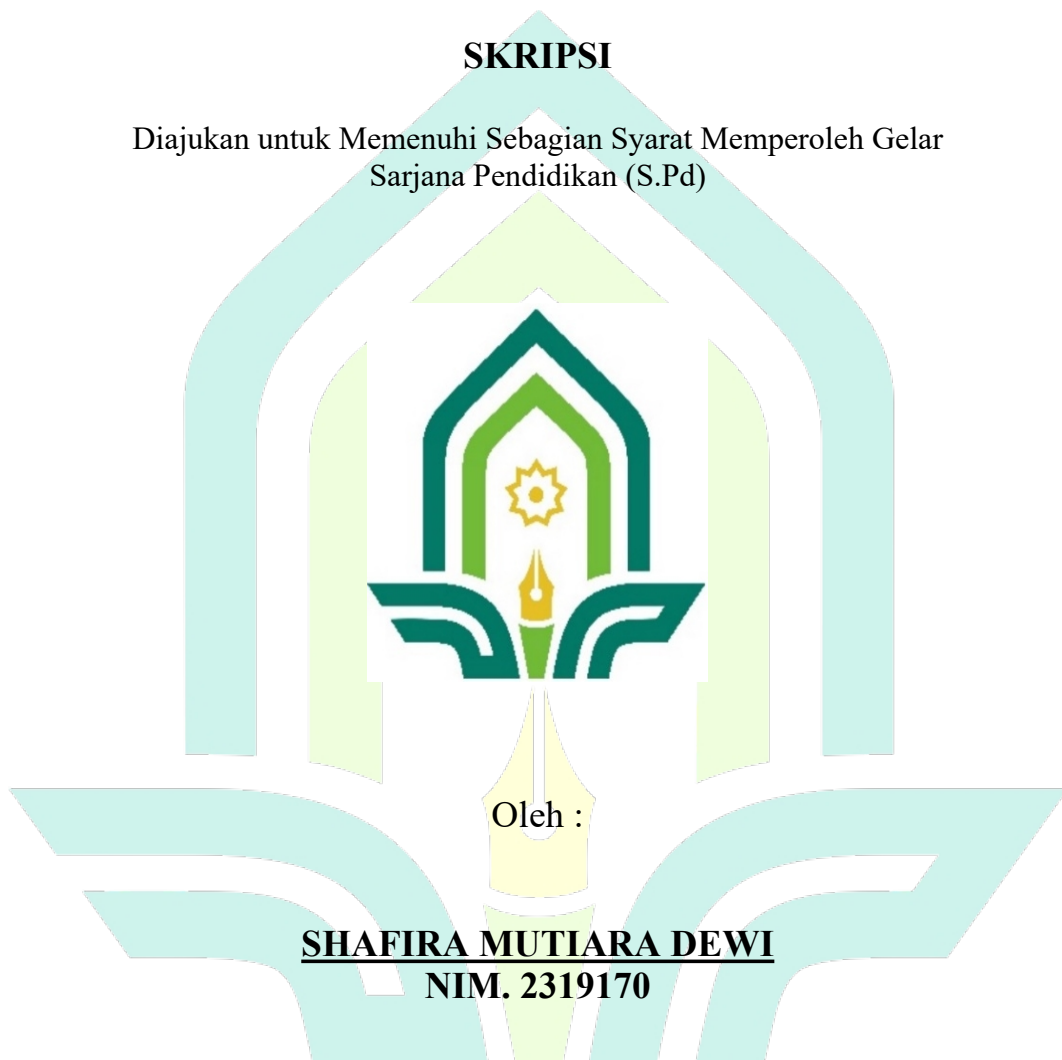 SKRIPSI
Diajukan untuk Memenuhi Sebagian Syarat Memperoleh Gelar
Sarjana Pendidikan (S.Pd)
Oleh :
SHAFIRA MUTIARA DEWI
NIM. 2319170